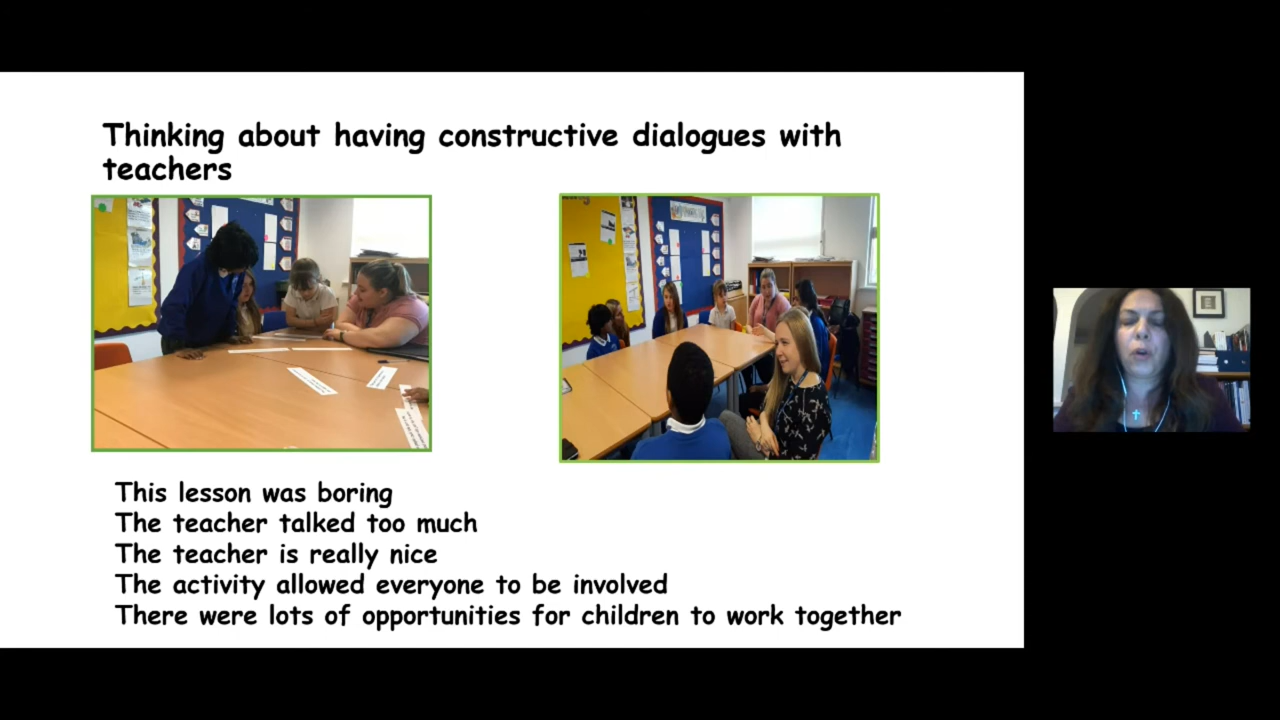 Thinking about having constructive dialogues with
teachers
This lesson was boring
The teacher talked too much
The teacher is really nice
The activity allowed everyone to be involved
There were lots of opportunities for children to work together